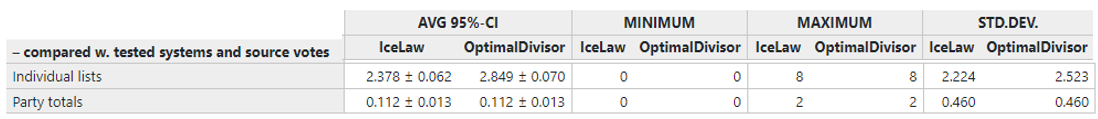 AVG 95%-CI MINIMUM MAXIMUM STD.DEV.
– compared w. tested systems and source votes IceLaw OptimalDivisor IceLaw OptimalDivisor IceLaw OptimalDivisor IceLaw OptimalDivisor
Individual lists 2.378 ± 0.062 2.849 ± 0.070 0 0 8 8 2.224 2.523
Party totals 0.112 ± 0.013 0.112 ± 0.013 0 0 2 2 0.460 0.460